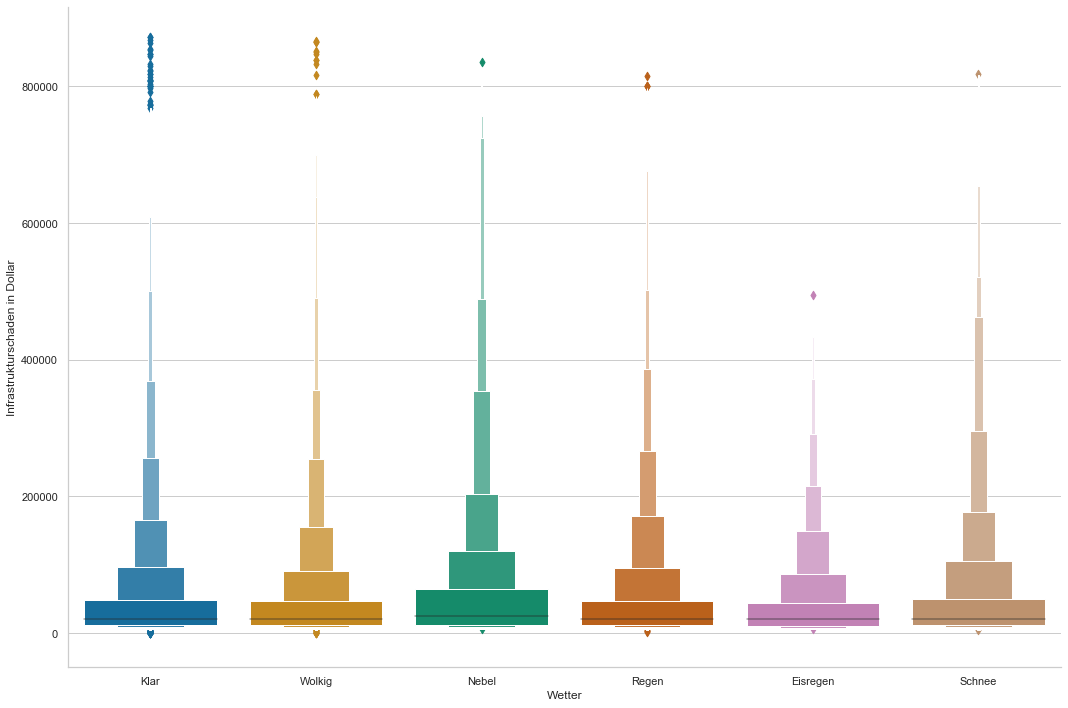 Infrastrukturschaden in Dollar
800000
600000
400000
200000
0
Klar Wolkig Nebel Regen Eisregen Schnee
Wetter